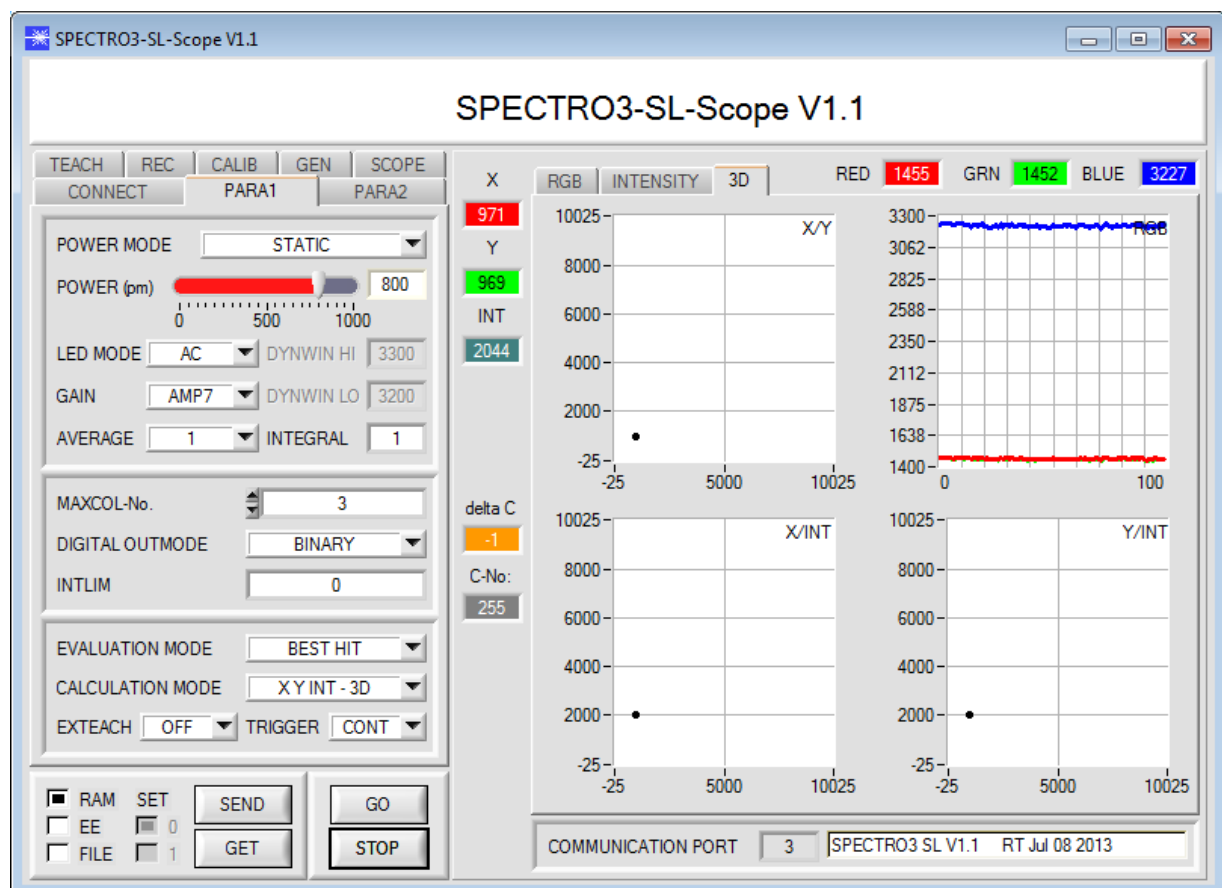 SPECTRO3-SL-Scope V1.1
SPECTRO3-SL-Scope V1.1
TEACH REC CALIB GEN SCOPE
CONNECT PARA1 PARA2
POWER MODE STATIC
POWER (pm) 800
0 500 1000
LED MODE AC DYNWIN HI 3300
GAIN AMP7 DYNWIN LO 3200
AVERAGE 1 INTEGRAL 1
MAXCOL-No. 3
DIGITAL OUTMODE BINARY
INTLIM 0
EVALUATION MODE BEST HIT
CALCULATION MODE X Y INT - 3D
EXTEACH OFF TRIGGER CONT
RAM SET
EE 0
FILE 1
SEND
GET
GO
STOP
X
971
Y
969
INT
2044
delta C
-1
C-No:
255
RGB INTENSITY 3D
RED 1455 GRN 1452 BLUE 3227
X/Y
10025
8000
6000
4000
2000
-25
-25 5000 10025
RGB
3300
3062
2825
2588
2350
2112
1875
1638
1400
0 100
X/INT
10025
8000
6000
4000
2000
-25
-25 5000 10025
Y/INT
10025
8000
6000
4000
2000
-25
-25 5000 10025
COMMUNICATION PORT 3 SPECTRO3 SL V1.1 RT Jul 08 2013